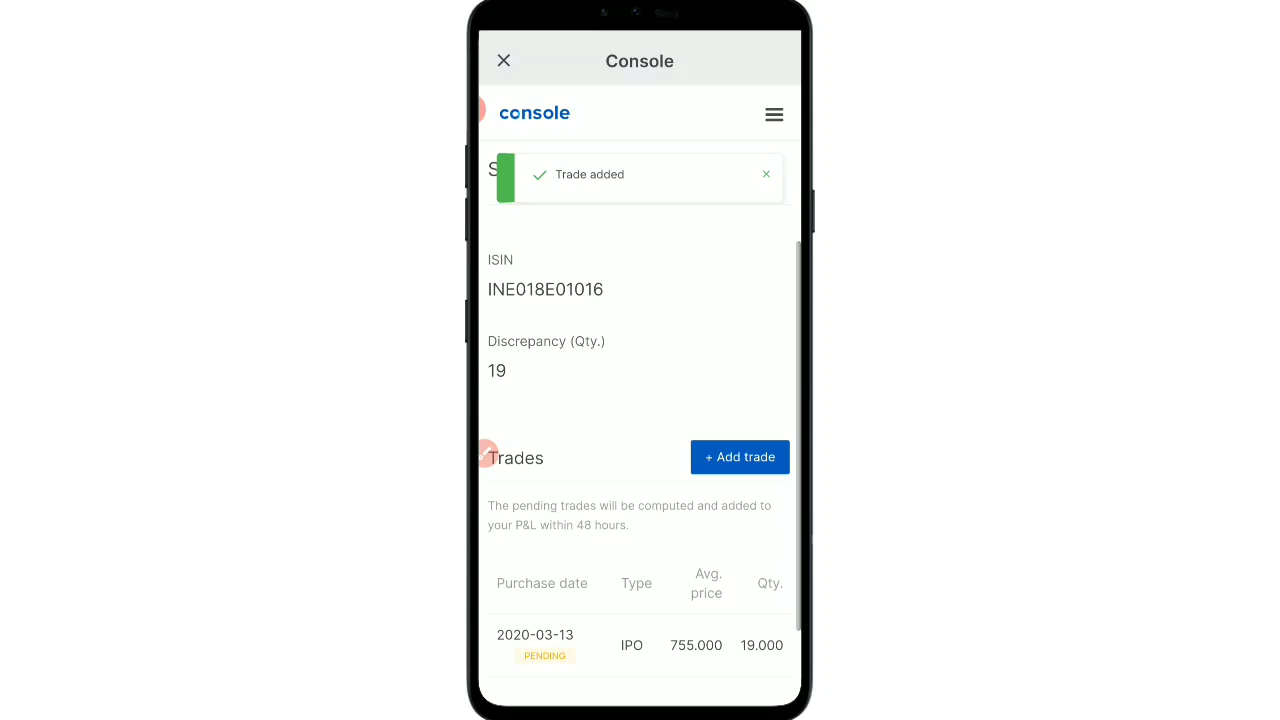 Console
console
S
Trade added
ISIN
INE018E01016
Discrepancy (Qty.)
19
Trades
+ Add trade
The pending trades will be computed and added to
your P&L within 48 hours.
Purchase date Type Avg. price Qty.
2020-03-13 IPO 755.000 19.000
PENDING